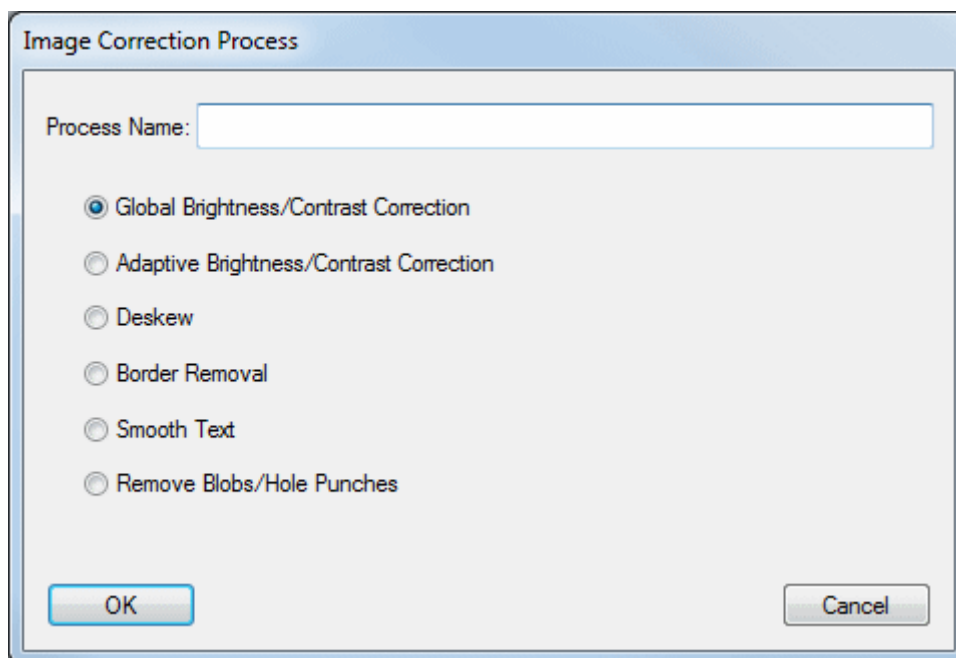 Image Correction Process
Process Name:
Global Brightness/Contrast Correction
Adaptive Brightness/Contrast Correction
Deskew
Border Removal
Smooth Text
Remove Blobs/Hole Punches
OK
Cancel